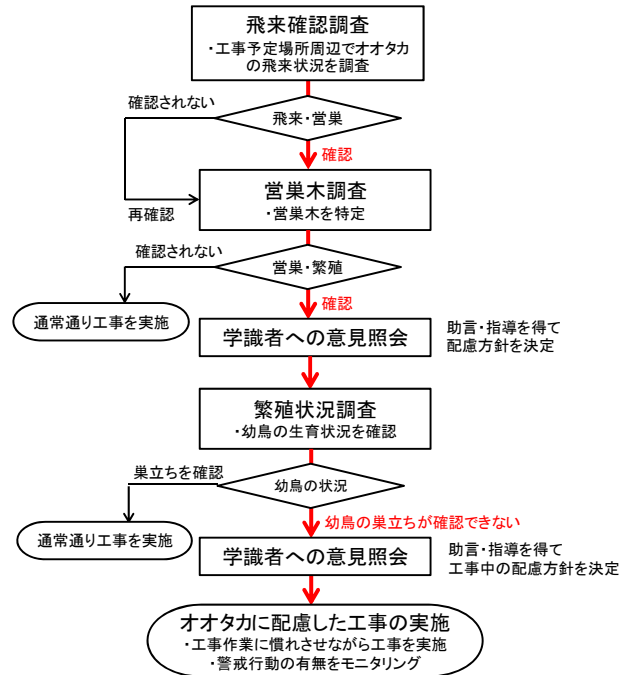 飛来確認調査
・工事予定場所周辺でオオタカ
の飛来状況を調査
確認されない
飛来・営巣
確認
営巣木調査
・営巣木を特定
再確認
確認されない
営巣・繁殖
確認
通常通り工事を実施
学識者への意見照会
助言・指導を得て
配慮方針を決定
繁殖状況調査
・幼鳥の生育状況を確認
巣立ちを確認
幼鳥の状況
幼鳥の巣立ちが確認できない
通常通り工事を実施
学識者への意見照会
助言・指導を得て
工事中の配慮方針を決定
オオタカに配慮した工事の実施
・工事作業に慣れさせながら工事を実施
・警戒行動の有無をモニタリング